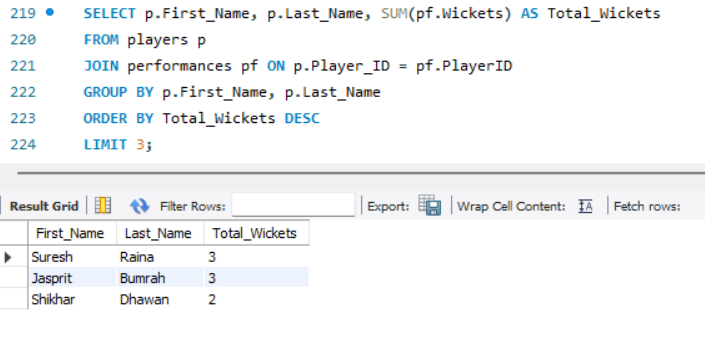 219 SELECT p.First_Name, p.Last_Name, SUM(pf.Wickets) AS Total_Wickets
220 FROM players p
221 JOIN performances pf ON p.Player_ID = pf.PlayerID
222 GROUP BY p.First_Name, p.Last_Name
223 ORDER BY Total_Wickets DESC
224 LIMIT 3;
Result Grid Filter Rows: Export: Wrap Cell Content: IA Fetch rows:
First_Name Last_Name Total_Wickets
Suresh Raina 3
Jasprit Bumrah 3
Shikhar Dhawan 2